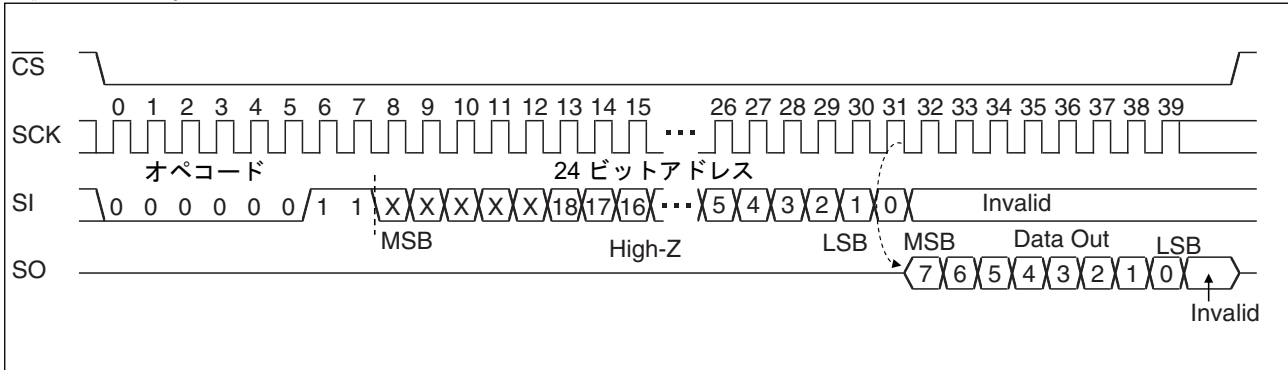 CS
0 1 2 3 4 5 6 7 8 9 10 11 12 13 14 15 26 27 28 29 30 31 32 33 34 35 36 37 38 39
SCK
オペコード 24 ビットアドレス
SI 0 0 0 0 0 0 1 1 X X X X X 18 17 16 5 4 3 2 1 0 Invalid
MSB High-Z LSB MSB Data Out LSB
SO 7 6 5 4 3 2 1 0
Invalid